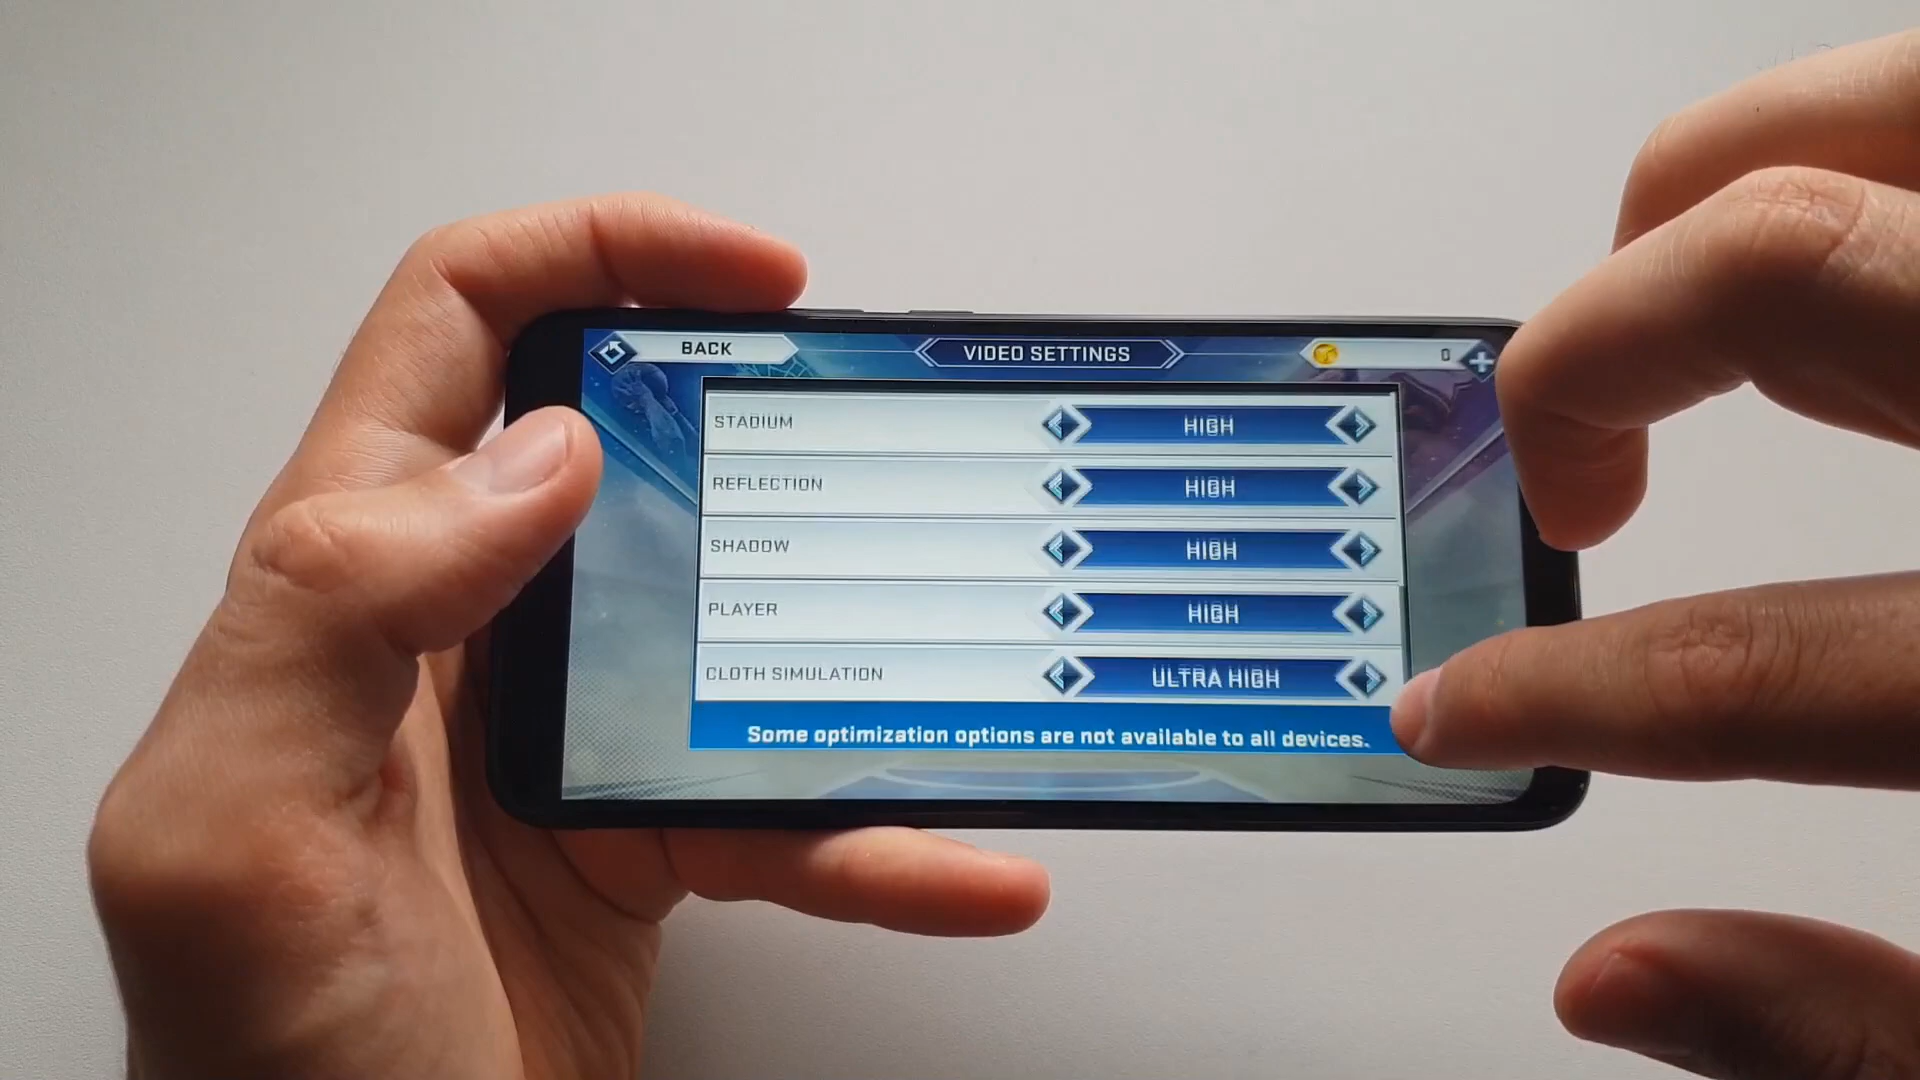 BACK
VIDEO SETTINGS
0
STADIUM HIGH
REFLECTION HIGH
SHADOW HIGH
PLAYER HIGH
CLOTH SIMULATION ULTRA HIGH
Some optimization options are not available to all devices.